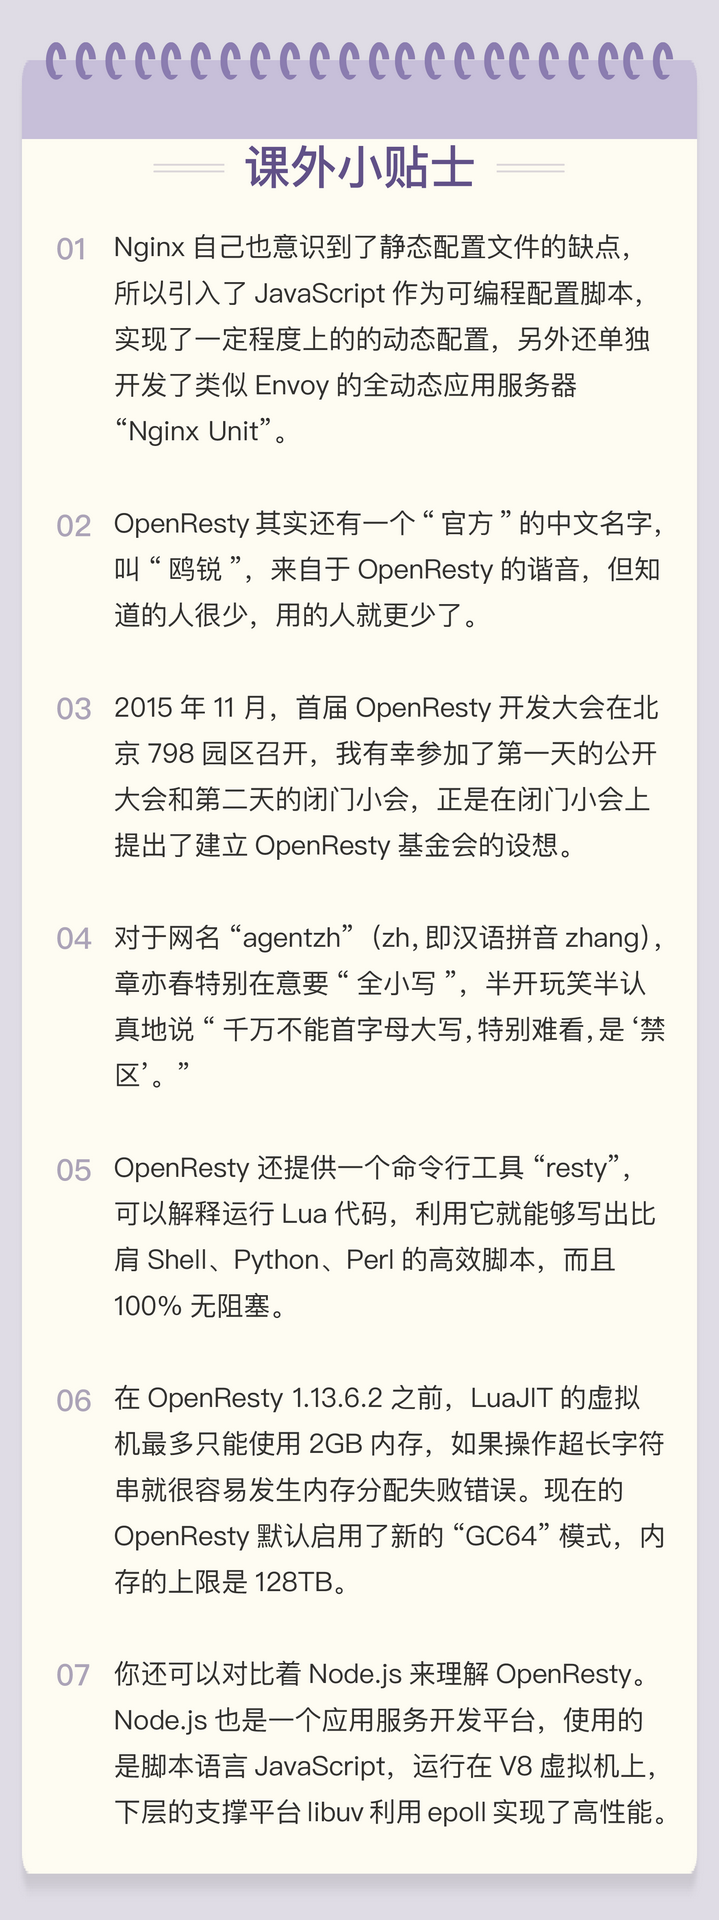 课外小贴士
01
Nginx 自己也意识到了静态配置文件的缺点，
所以引入了 JavaScript 作为可编程配置脚本，
实现了一定程度上的的动态配置，另外还单独
开发了类似 Envoy 的全动态应用服务器
“Nginx Unit”。
02
OpenResty 其实还有一个 “ 官方 ” 的中文名字，
叫 “ 鸥锐 ”，来自于 OpenResty 的谐音，但知
道的人很少，用的人就更少了。
03
2015 年 11 月，首届 OpenResty 开发大会在北
京 798 园区召开，我有幸参加了第一天的公开
大会和第二天的闭门小会，正是在闭门小会上
提出了建立 OpenResty 基金会的设想。
04
对于网名 “agentzh”（zh，即汉语拼音 zhang），
章亦春特别在意要 “ 全小写 ”，半开玩笑半认
真地说 “ 千万不能首字母大写，特别难看，是 ‘禁
区’。”
05
OpenResty 还提供一个命令行工具 “resty”，
可以解释运行 Lua 代码，利用它就能够写出比
肩 Shell、Python、Perl 的高效脚本，而且
100% 无阻塞。
06
在 OpenResty 1.13.6.2 之前，LuaJIT 的虚拟
机最多只能使用 2GB 内存，如果操作超长字符
串就很容易发生内存分配失败错误。现在的
OpenResty 默认启用了新的 “GC64” 模式，内
存的上限是 128TB。
07
你还可以对比着 Node.js 来理解 OpenResty。
Node.js 也是一个应用服务开发平台，使用的
是脚本语言 JavaScript，运行在 V8 虚拟机上，
下层的支撑平台 libuv 利用 epoll 实现了高性能。